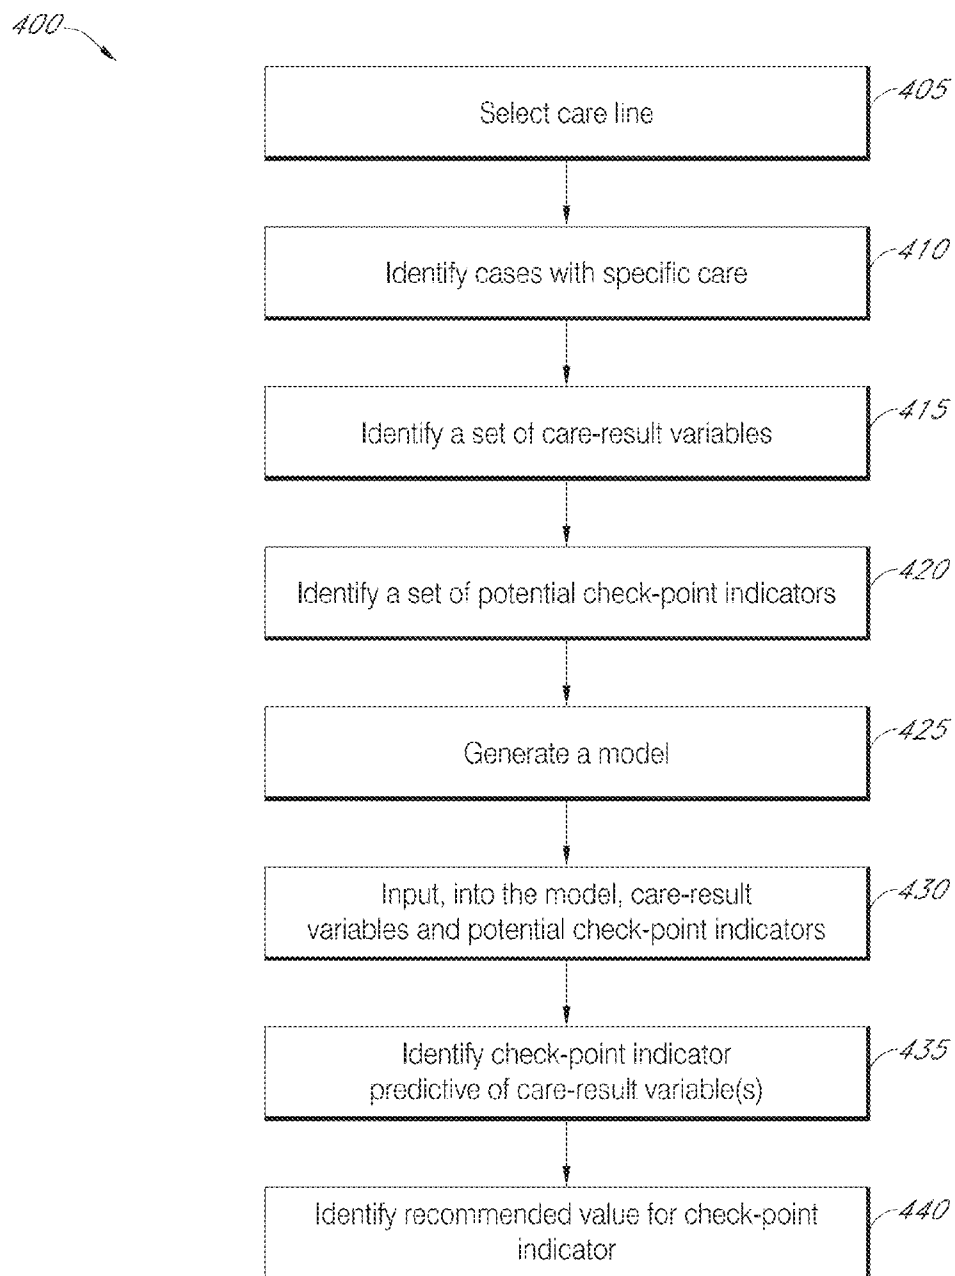 400
Select care line
405
Identify cases with specific care
410
Identify a set of care-result variables
415
Identify a set of potential check-point indicators
420
Generate a model
425
Input, into the model, care-result
variables and potential check-point indicators
430
Identify check-point indicator
predictive of care-result variable(s)
435
Identify recommended value for check-point
indicator
440